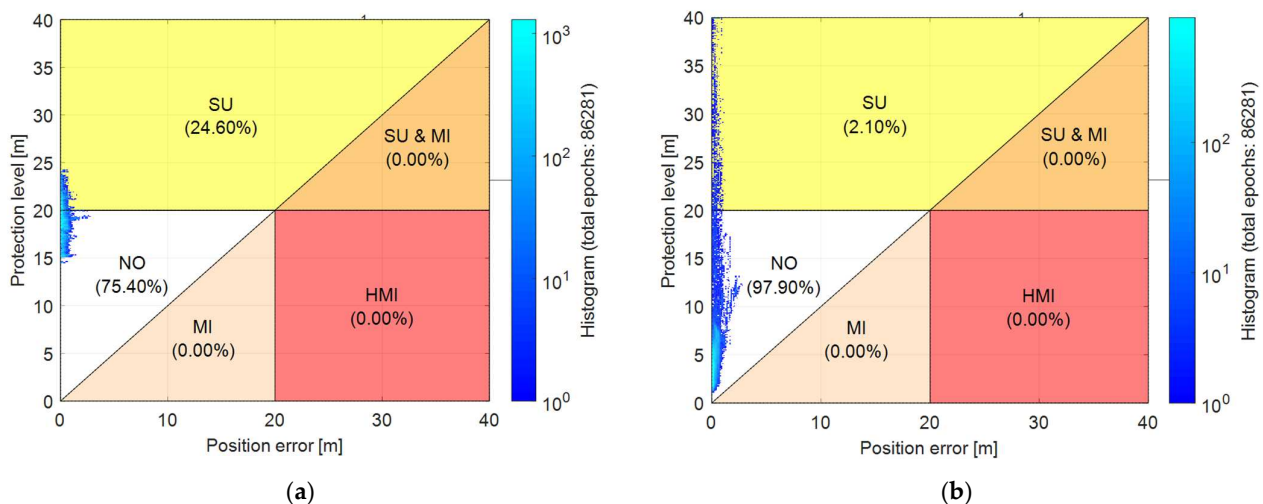 1
40
35
30
25
20
15
10
5
0
Protection level [m]
SU
(24.60%)
SU & MI
(0.00%)
NO
(75.40%)
MI
(0.00%)
HMI
(0.00%)
0
10
20
30
40
Position error [m]
10³
10²
10¹
10⁰
Histogram (total epochs: 86281)
(a)
1
40
35
30
25
20
15
10
5
0
Protection level [m]
SU
(2.10%)
SU & MI
(0.00%)
NO
(97.90%)
MI
(0.00%)
HMI
(0.00%)
0
10
20
30
40
Position error [m]
10²
10¹
10⁰
Histogram (total epochs: 86281)
(b)